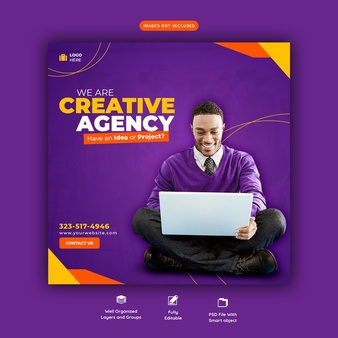 IMAGES NOT INCLUDED
LOGO
HERE
WE ARE
CREATIVE
AGENCY
Have an Idea or Project?
323-517-4946
www.yourwebsite.com
CONTACT US
Well Organized
Layers and Groups
Fully
Editable
PSD File With
Smart object